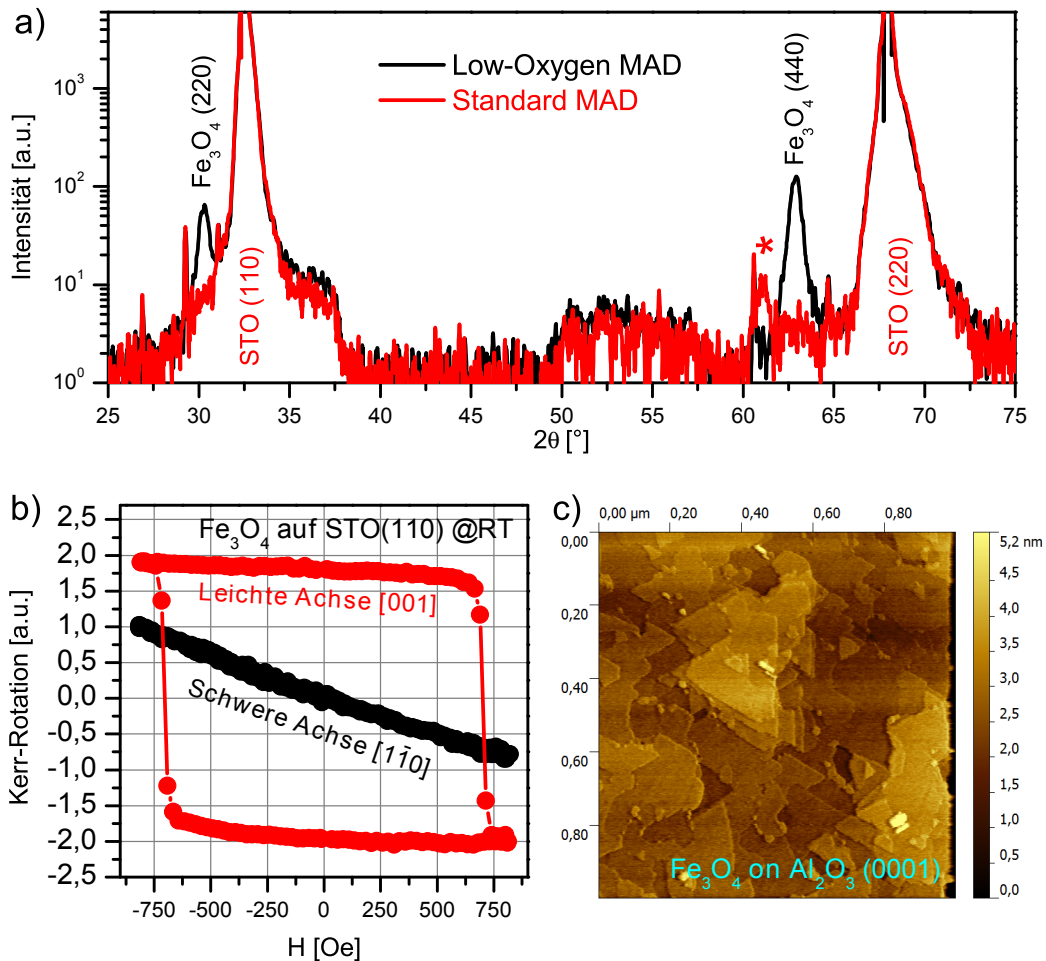 a)
Intensität [a.u.]
10³
10²
10¹
10⁰
Fe₃O₄ (220)
STO (110)
Low-Oxygen MAD
Standard MAD
Fe₃O₄ (440)
*
STO (220)
25 30 35 40 45 50 55 60 65 70 75
2θ [°]
b)
Kerr-Rotation [a.u.]
2,5
2,0
1,5
1,0
0,5
0,0
-0,5
-1,0
-1,5
-2,0
-2,5
Fe₃O₄ auf STO(110) @RT
Leichte Achse [001]
Schwere Achse [11̄0]
-750 -500 -250 0 250 500 750
H [Oe]
c)
0,00 µm 0,20 0,40 0,60 0,80
0,00
0,20
0,40
0,60
0,80
Fe₃O₄ on Al₂O₃ (0001)
5,2 nm
4,5
4,0
3,5
3,0
2,5
2,0
1,5
1,0
0,5
0,0